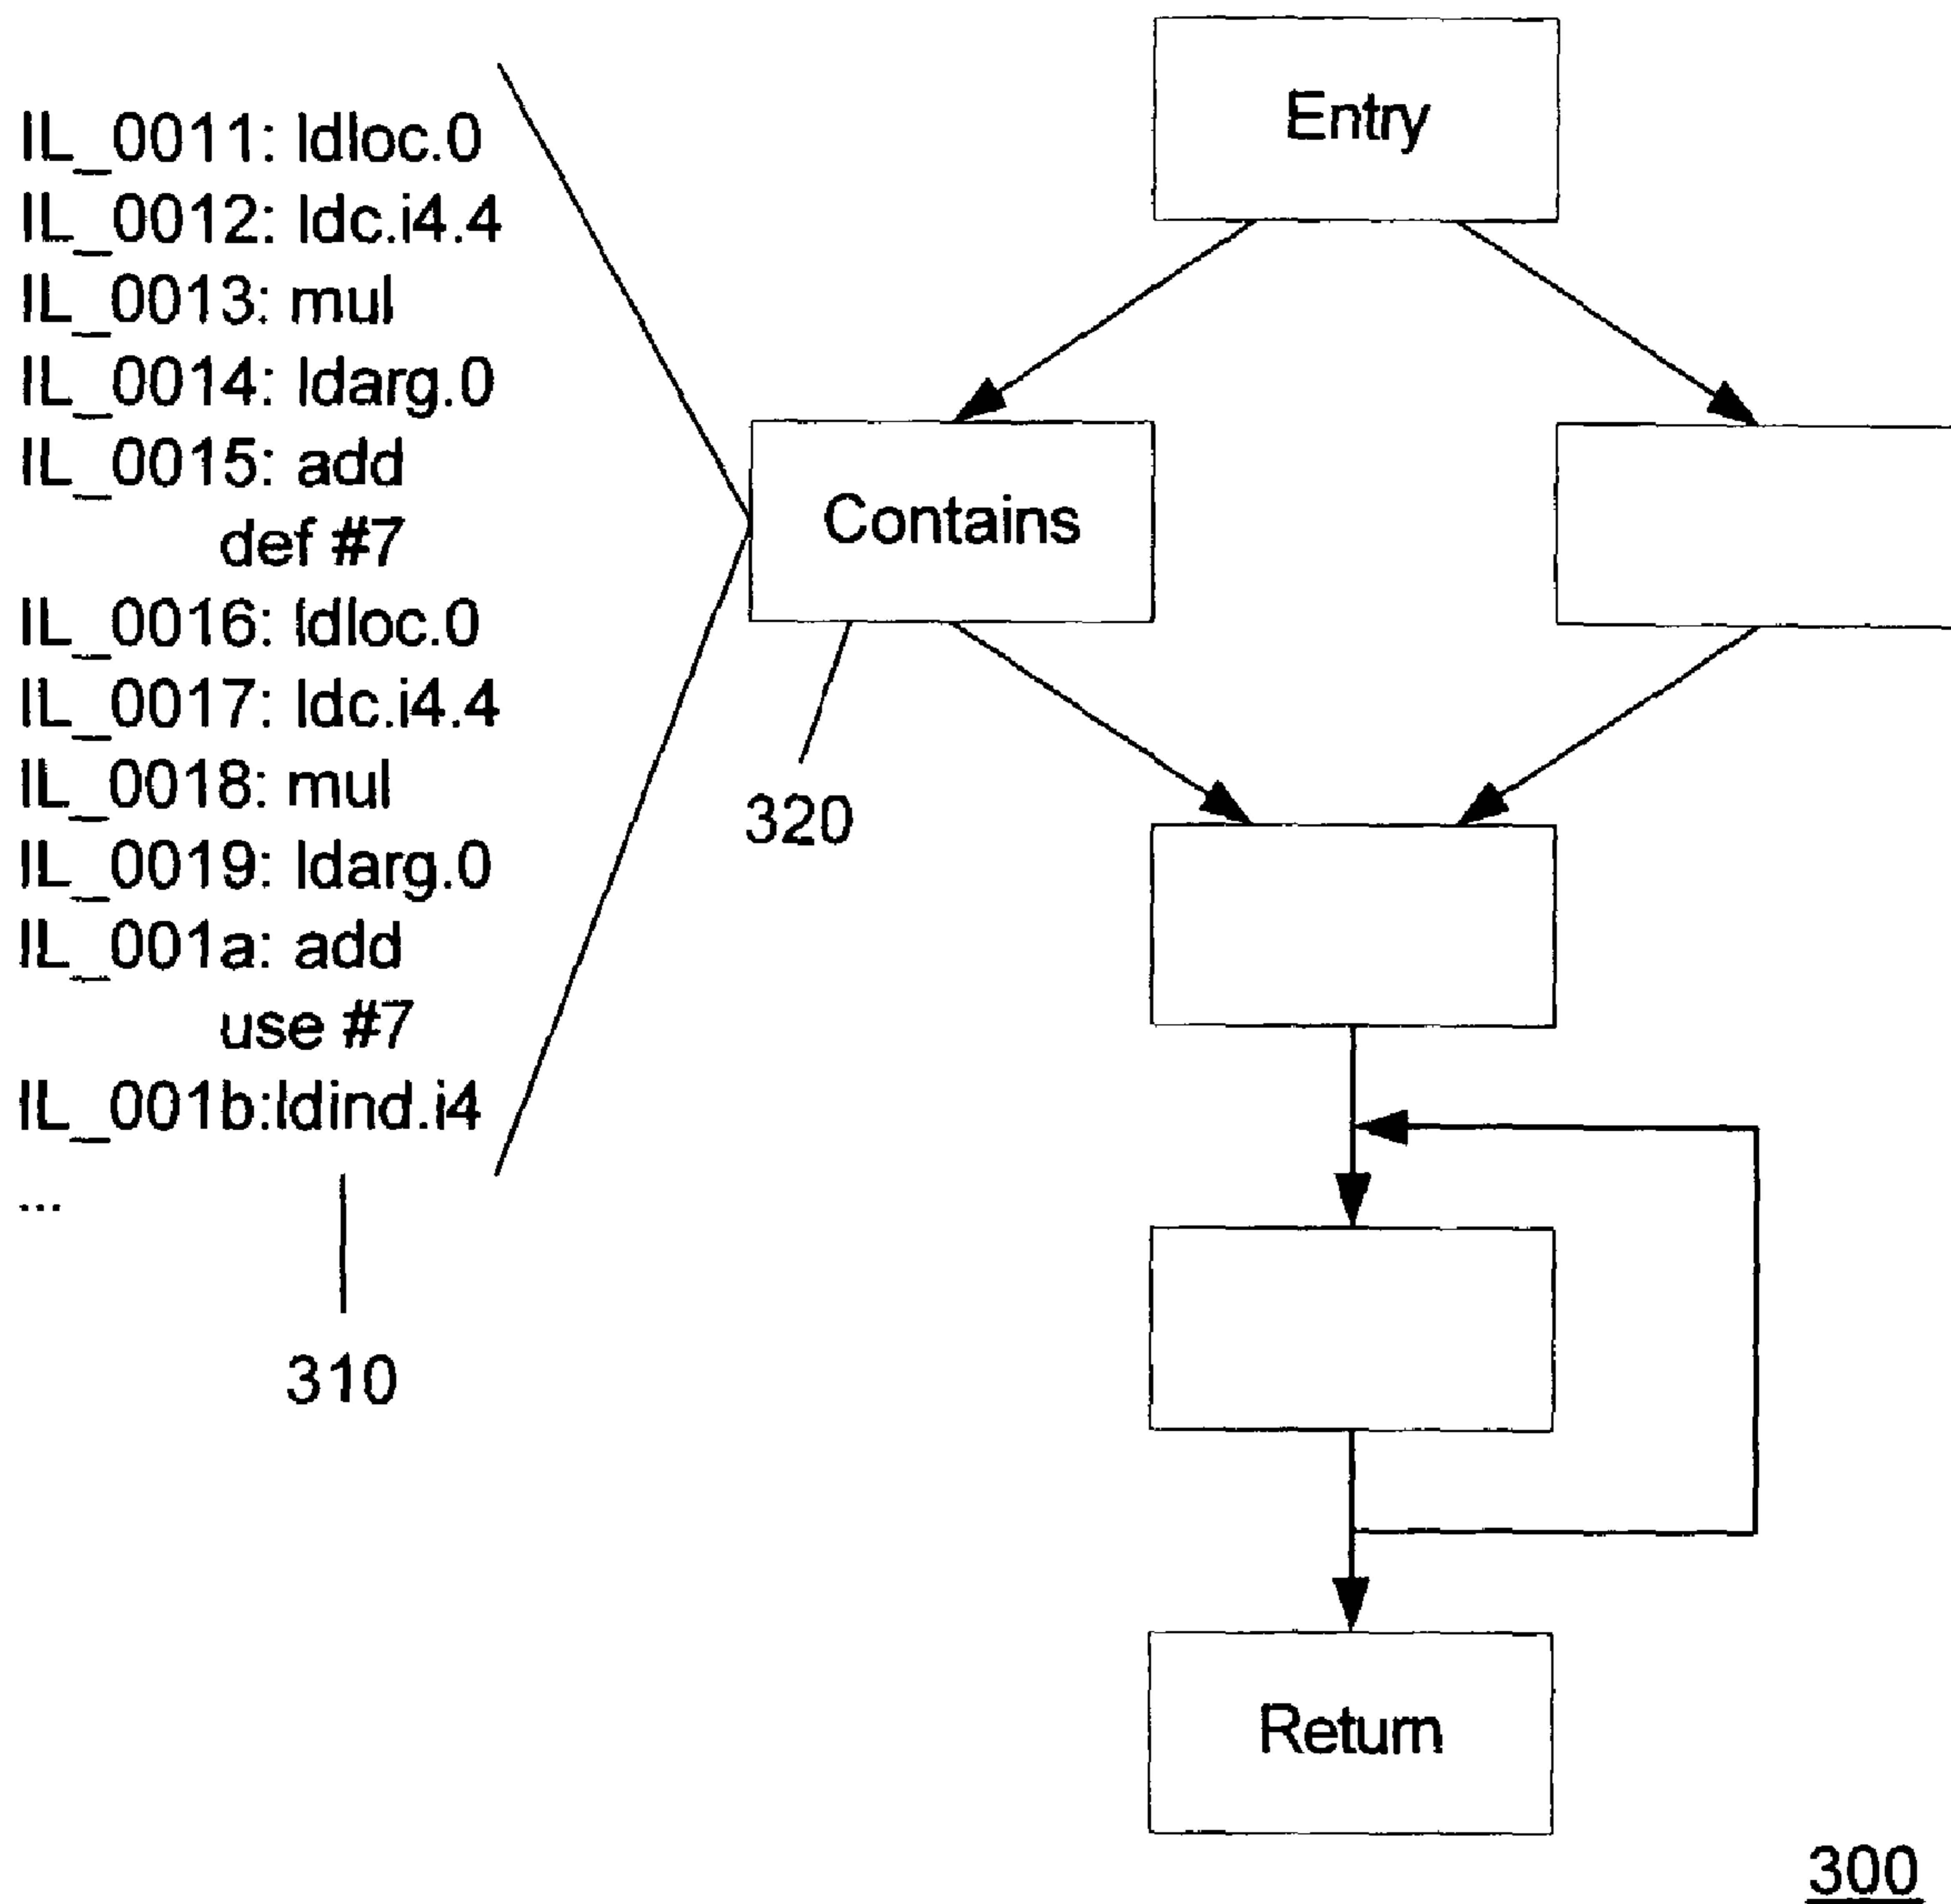 IL_0011: ldloc.0
IL_0012: ldc.i4.4
IL_0013: mul
IL_0014: ldarg.0
IL_0015: add
def #7
IL_0016: ldloc.0
IL_0017: ldc.i4.4
IL_0018: mul
IL_0019: ldarg.0
IL_001a: add
use #7
IL_001b:ldind.i4
...
310
Entry
Contains
320
Return
300